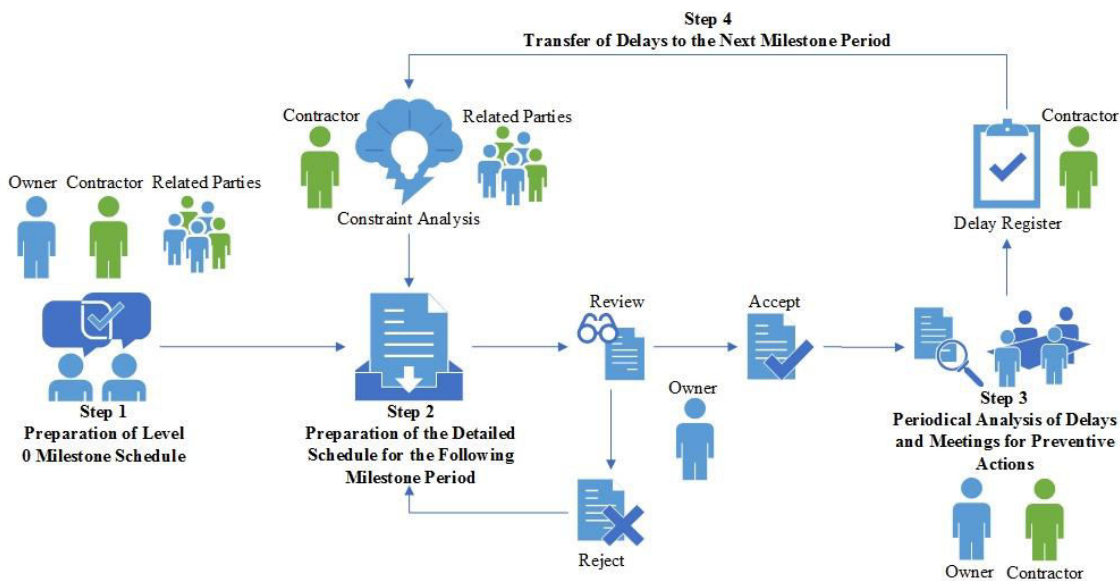 Step 4
Transfer of Delays to the Next Milestone Period
Contractor
Related Parties
Constraint Analysis
Contractor
Delay Register
Owner
Contractor
Related Parties
Step 1
Preparation of Level
0 Milestone Schedule
Step 2
Preparation of the Detailed
Schedule for the Following
Milestone Period
Review
Accept
Owner
Reject
Step 3
Periodical Analysis of Delays
and Meetings for Preventive
Actions
Owner
Contractor